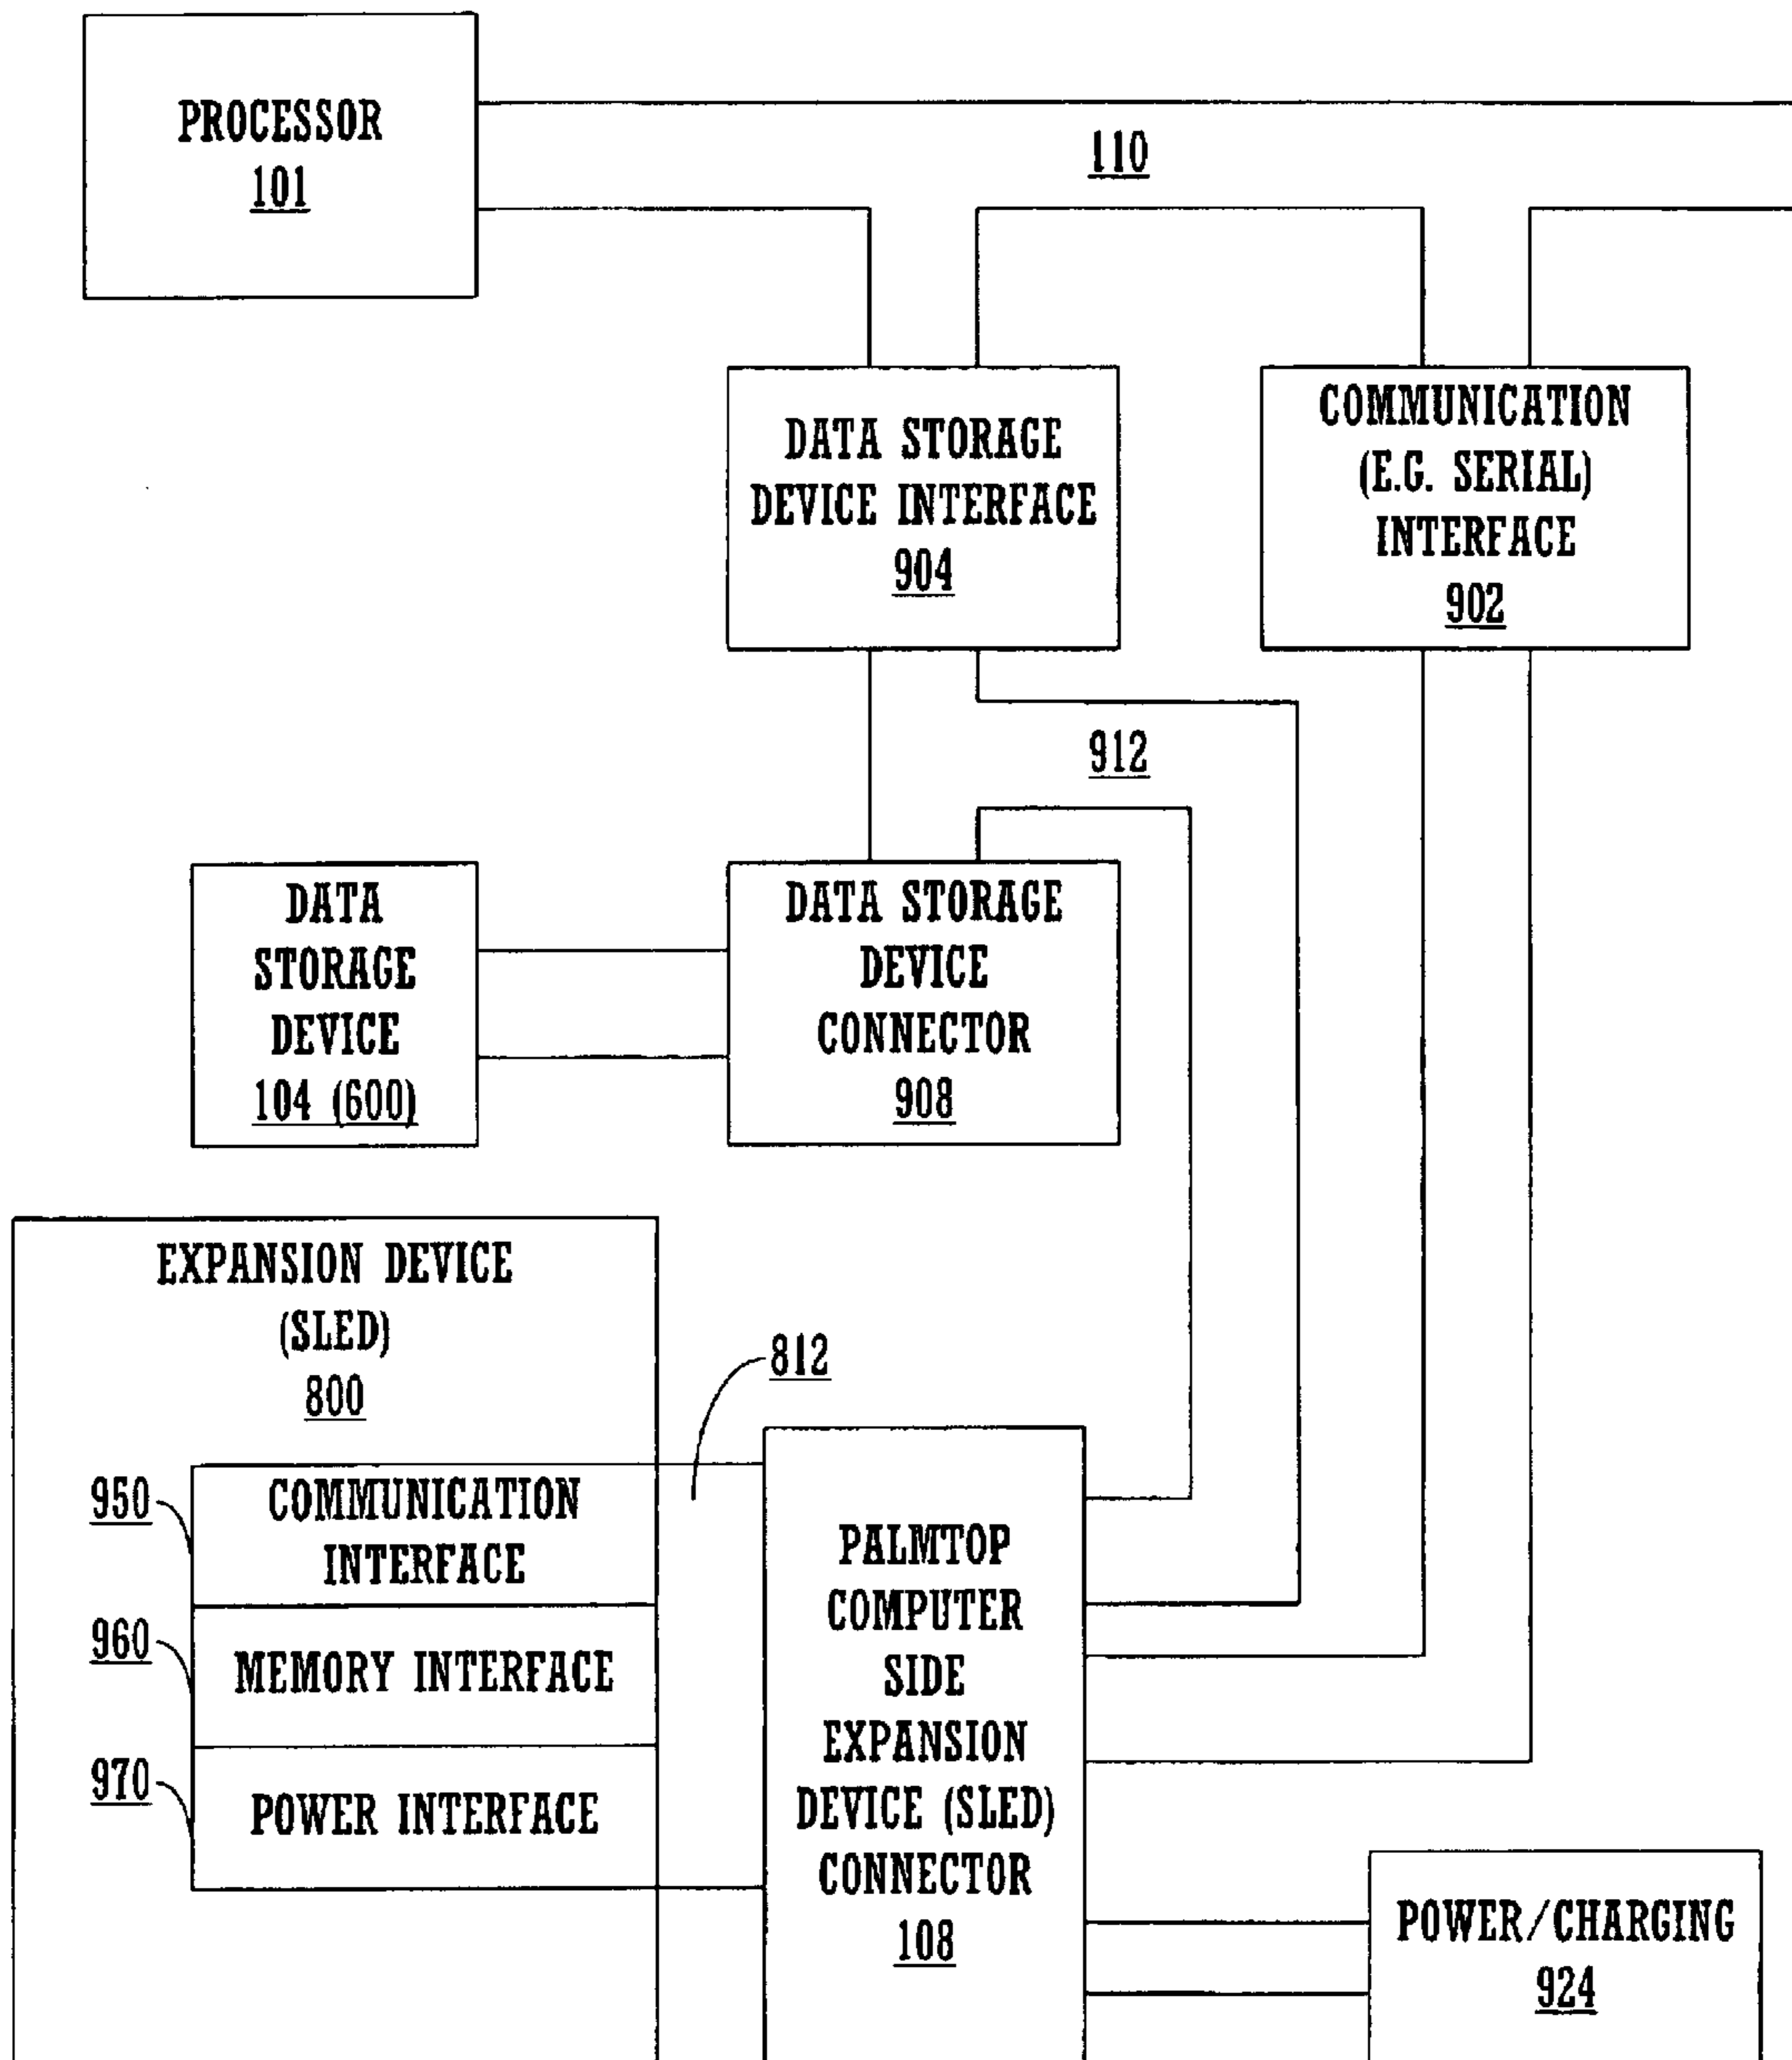 PROCESSOR
101
110
DATA STORAGE
DEVICE INTERFACE
904
COMMUNICATION
(E.G. SERIAL)
INTERFACE
902
912
DATA
STORAGE
DEVICE
104 (600)
DATA STORAGE
DEVICE
CONNECTOR
908
EXPANSION DEVICE
(SLED)
800
812
950
COMMUNICATION
INTERFACE
960
MEMORY INTERFACE
970
POWER INTERFACE
PALMTOP
COMPUTER
SIDE
EXPANSION
DEVICE (SLED)
CONNECTOR
108
POWER/CHARGING
924